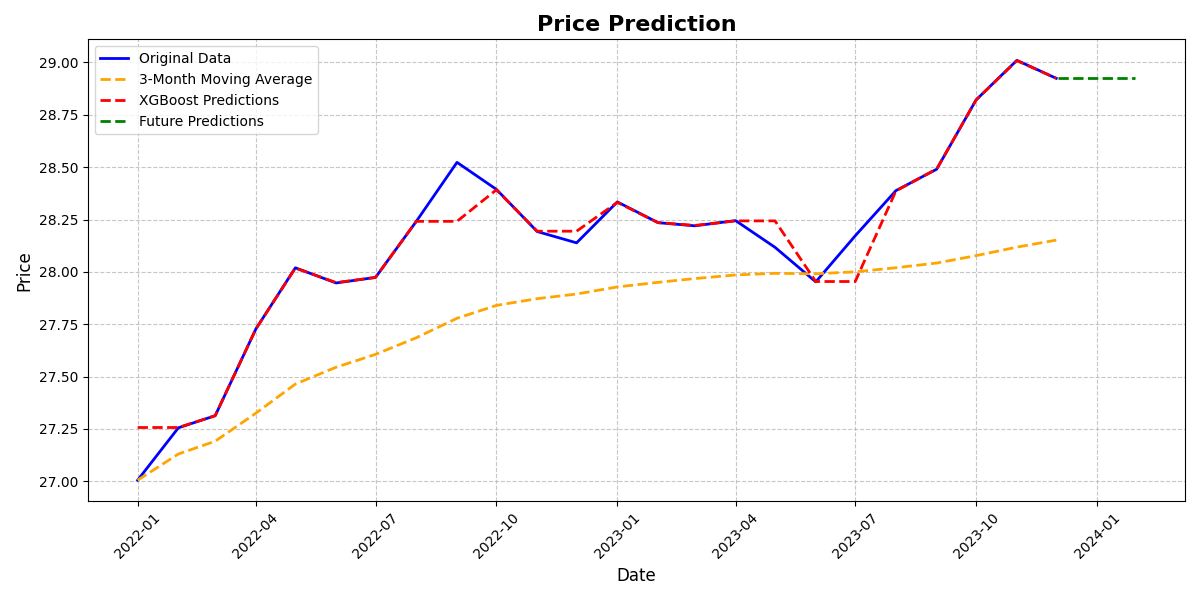 Price Prediction
Original Data
3-Month Moving Average
XGBoost Predictions
Future Predictions
29.00
28.75
28.50
28.25
28.00
27.75
27.50
27.25
27.00
Price
2022-01
2022-04
2022-07
2022-10
2023-01
2023-04
2023-07
2023-10
2024-01
Date